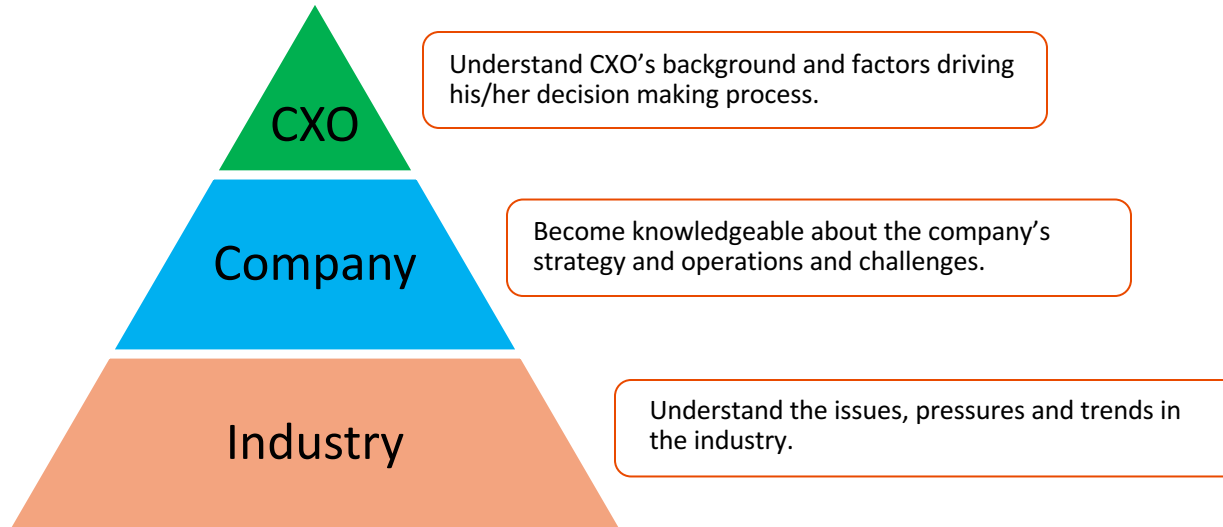 CXO
Understand CXO’s background and factors driving
his/her decision making process.
Company
Become knowledgeable about the company’s
strategy and operations and challenges.
Industry
Understand the issues, pressures and trends in
the industry.